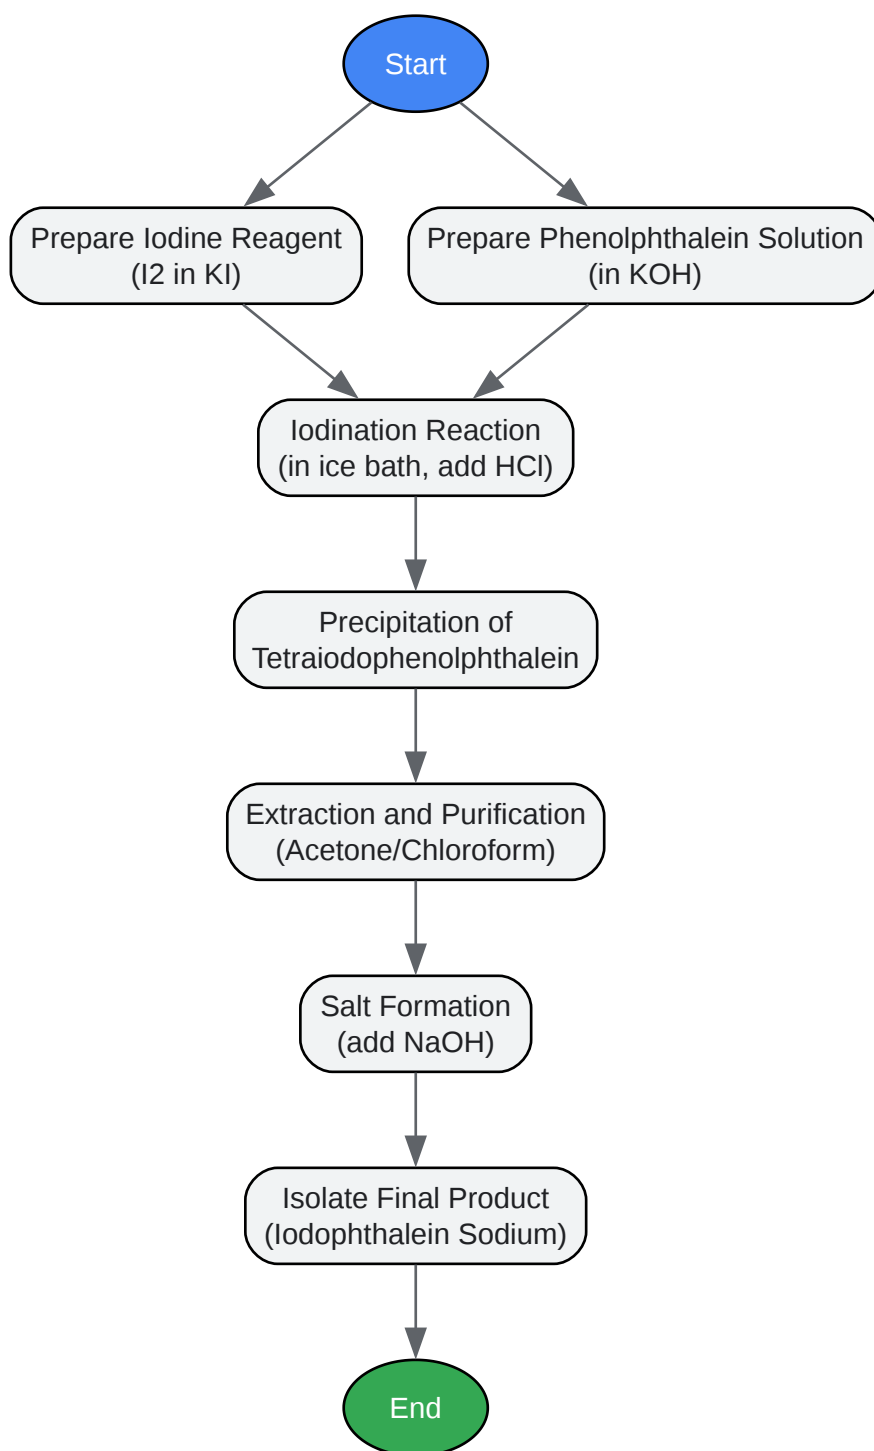 Start
Prepare Iodine Reagent
(I2 in KI)
Prepare Phenolphthalein Solution
(in KOH)
Iodination Reaction
(in ice bath, add HCl)
Precipitation of
Tetraiodophenolphthalein
Extraction and Purification
(Acetone/Chloroform)
Salt Formation
(add NaOH)
Isolate Final Product
(Iodophthalein Sodium)
End